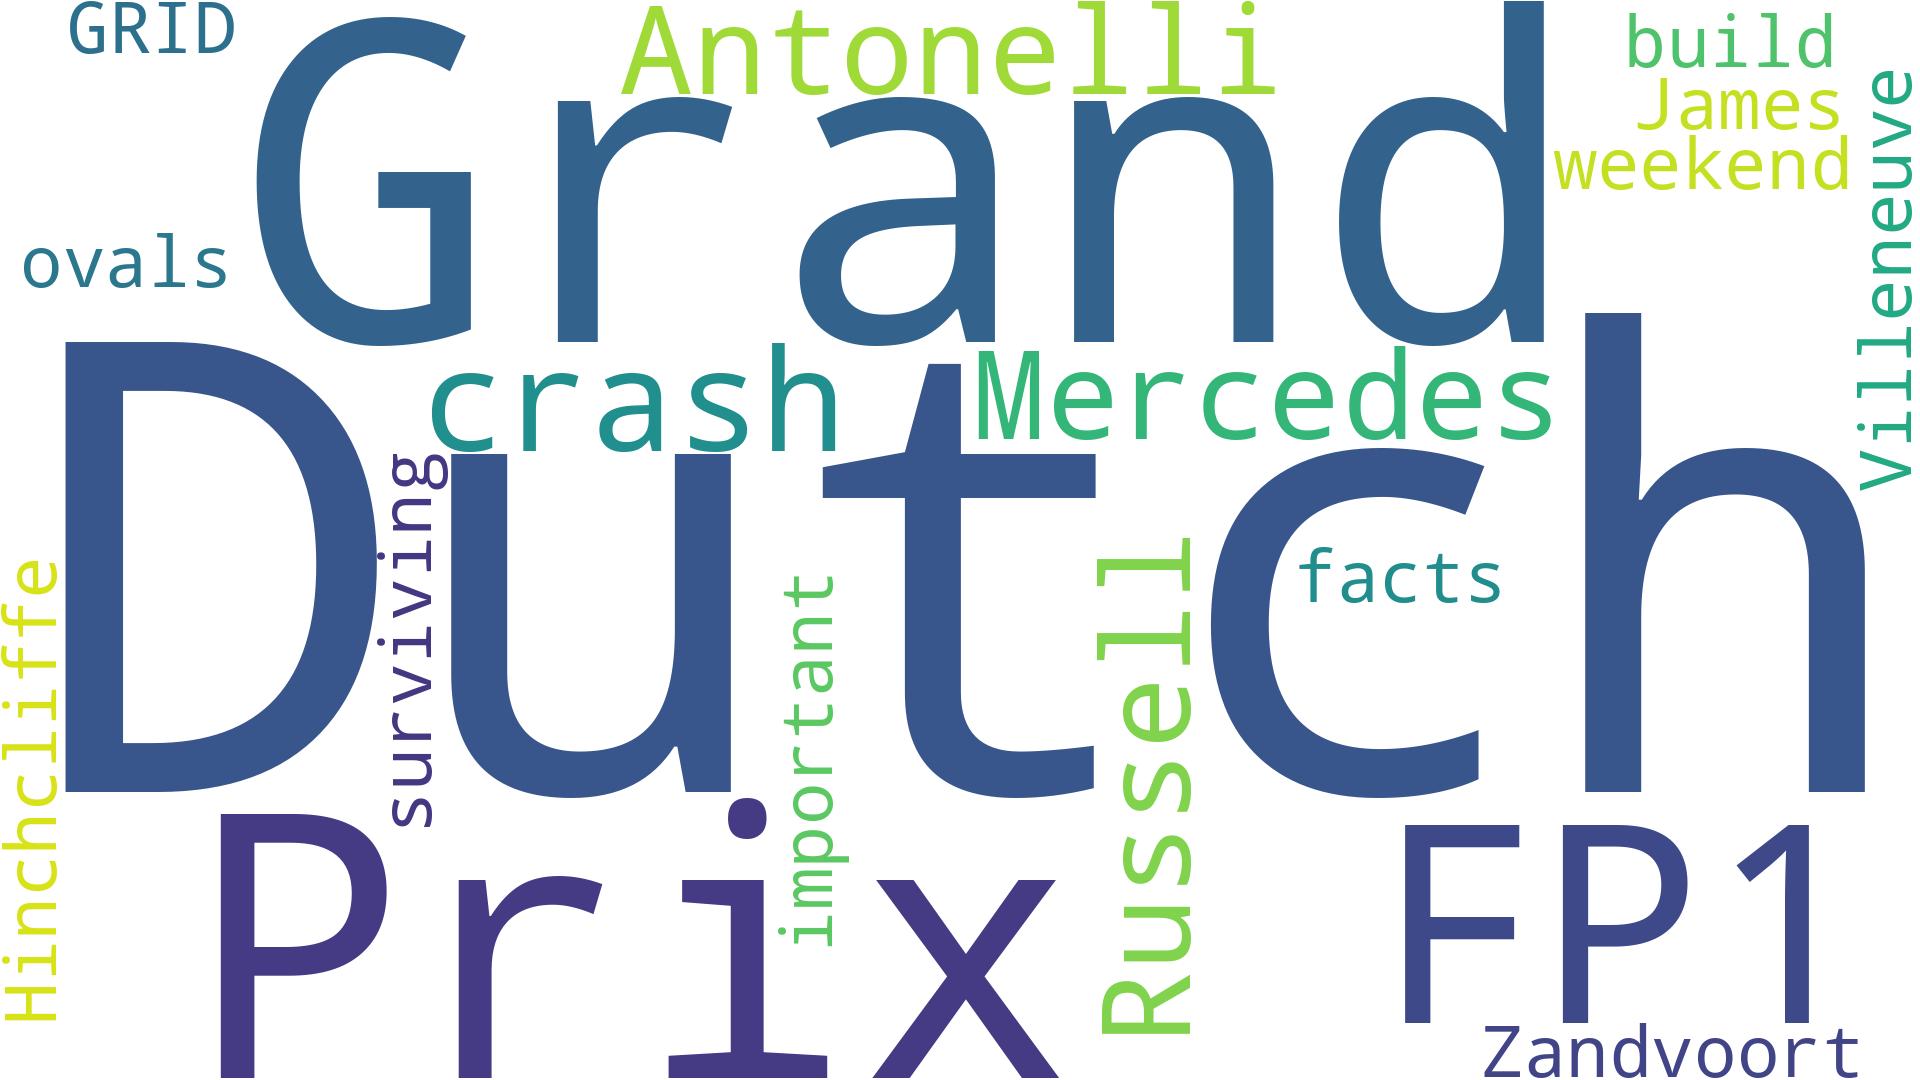 GRID
Antonelli
build
James
weekend
Grand
Villeneuve
ovals
crash
Mercedes
Dutch
surviving
facts
Hinchcliffe
important
Russell
Prix
FP1
Zandvoort